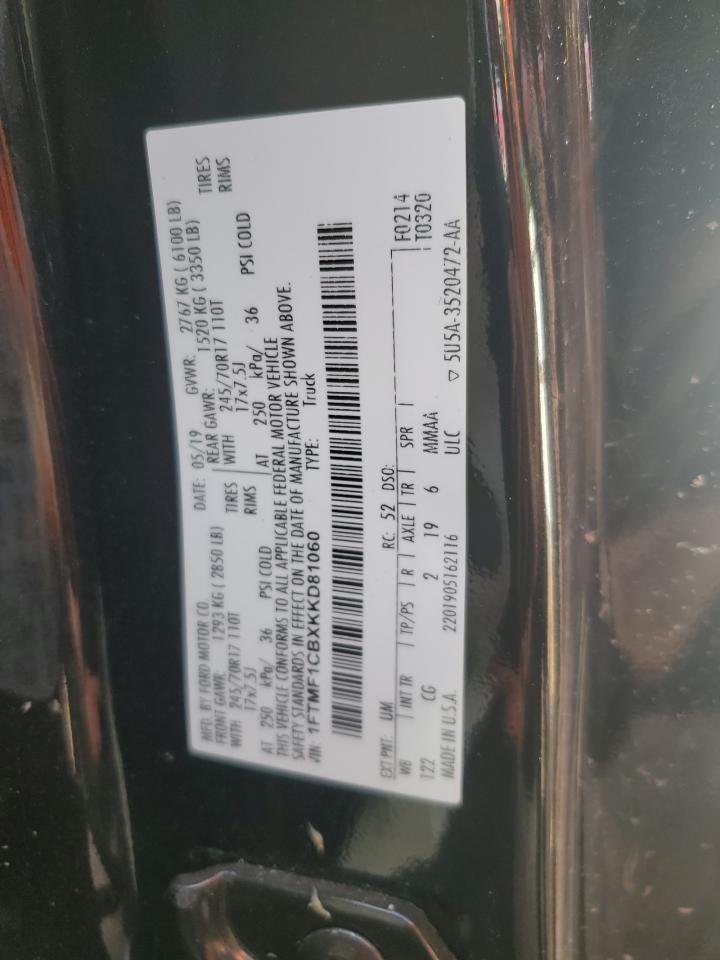 MFD. BY FORD MOTOR CO. DATE: 05/19 GVWR: 2767 KG ( 6100 LB)
FRONT GAWR: 1293 KG ( 2850 LB) REAR GAWR: 1520 KG ( 3350 LB)
WITH 245/70R17 110T TIRES WITH 245/70R17 110T TIRES
17x7.5J RIMS 17x7.5J RIMS
AT 250 kPa/ 36 PSI COLD AT 250 kPa/ 36 PSI COLD
THIS VEHICLE CONFORMS TO ALL APPLICABLE FEDERAL MOTOR VEHICLE
SAFETY STANDARDS IN EFFECT ON THE DATE OF MANUFACTURE SHOWN ABOVE.
VIN: 1FTMF1CBXKKD81060 TYPE: Truck
EXT PNT: UM RC: 52 DSO: F0214
WB INT TR TP/PS R AXLE TR SPR T0320
122 CG 2 19 6 MMAA
MADE IN U.S.A. 2201905162116 ULC ▽ 5U5A-3520472-AA